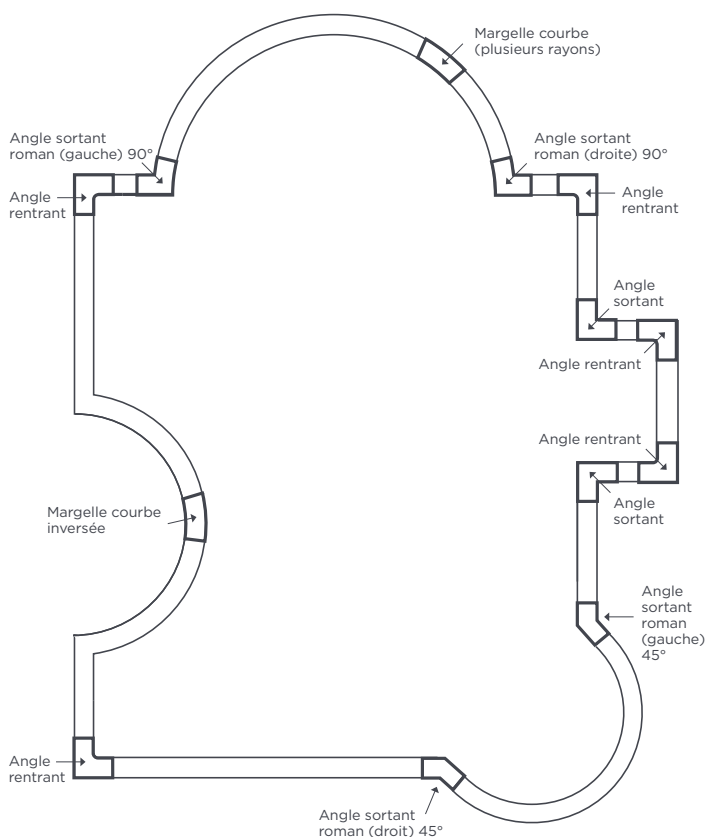 Margelle courbe
(plusieurs rayons)
Angle sortant
roman (gauche) 90°
Angle sortant
roman (droite) 90°
Angle
rentrant
Angle
rentrant
Angle
sortant
Angle rentrant
Angle rentrant
Angle
sortant
Margelle courbe
inversée
Angle
sortant
roman
(gauche)
45°
Angle
rentrant
Angle sortant
roman (droit) 45°